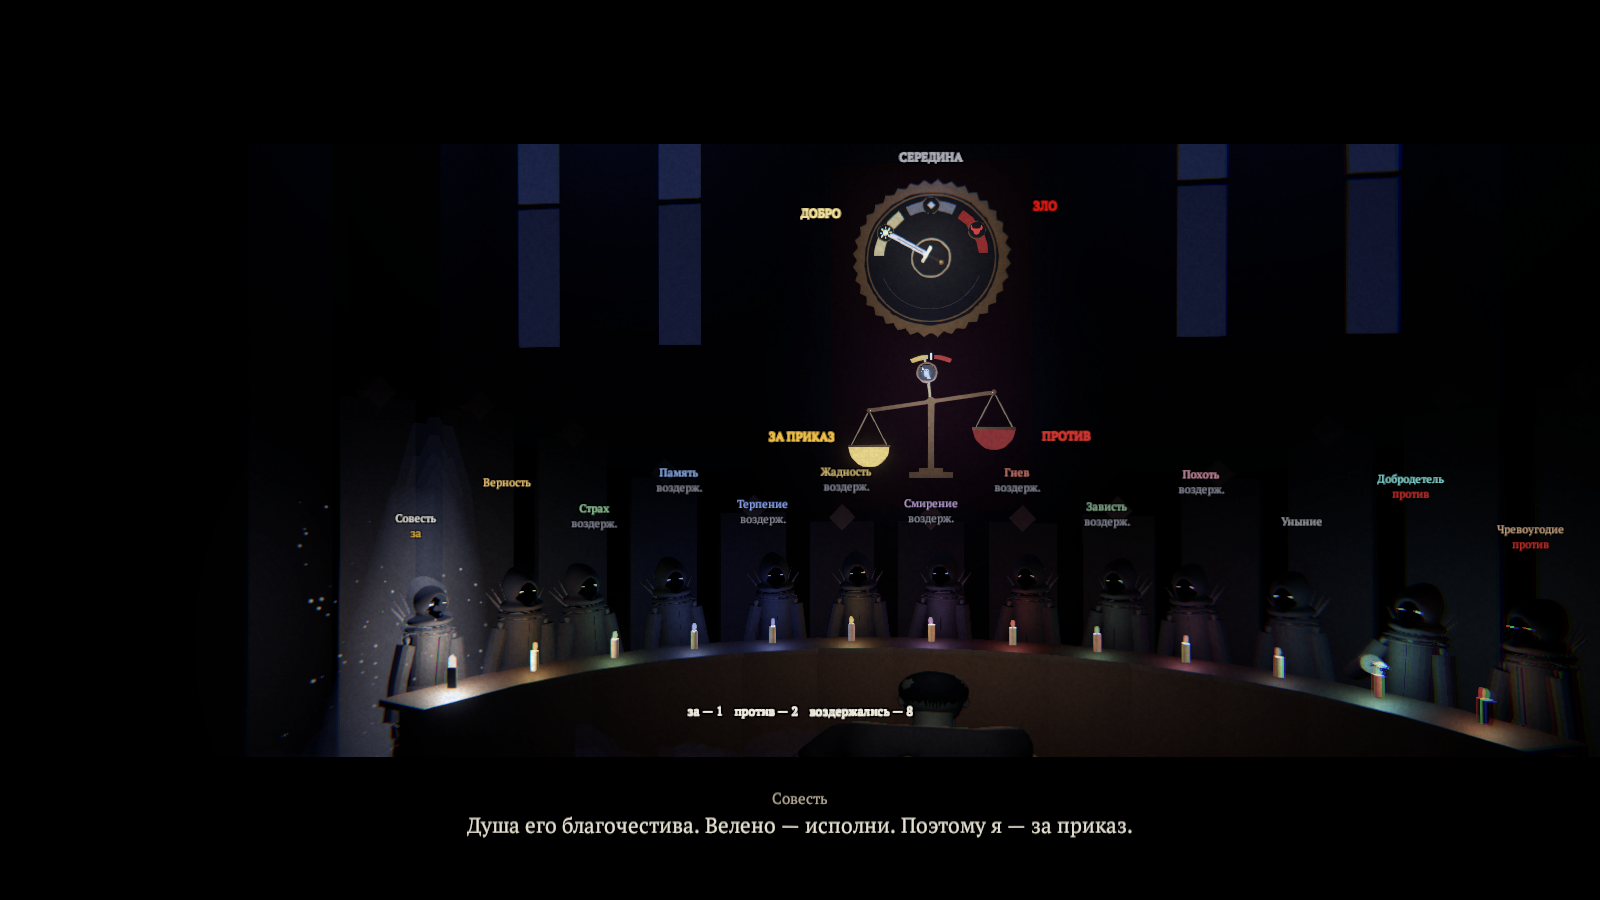 СЕРЕДИНА
ДОБРО
ЗЛО
ЗА ПРИКАЗ
ПРОТИВ
Совесть
за
Верность
Страх
воздерж.
Память
воздерж.
Терпение
воздерж.
Жадность
воздерж.
Смирение
воздерж.
Гнев
воздерж.
Зависть
воздерж.
Похоть
воздерж.
Уныние
Добродетель
против
Чревоугодие
против
за — 1 против — 2 воздержались — 8
Совесть
Душа его благочестива. Велено — исполни. Поэтому я — за приказ.